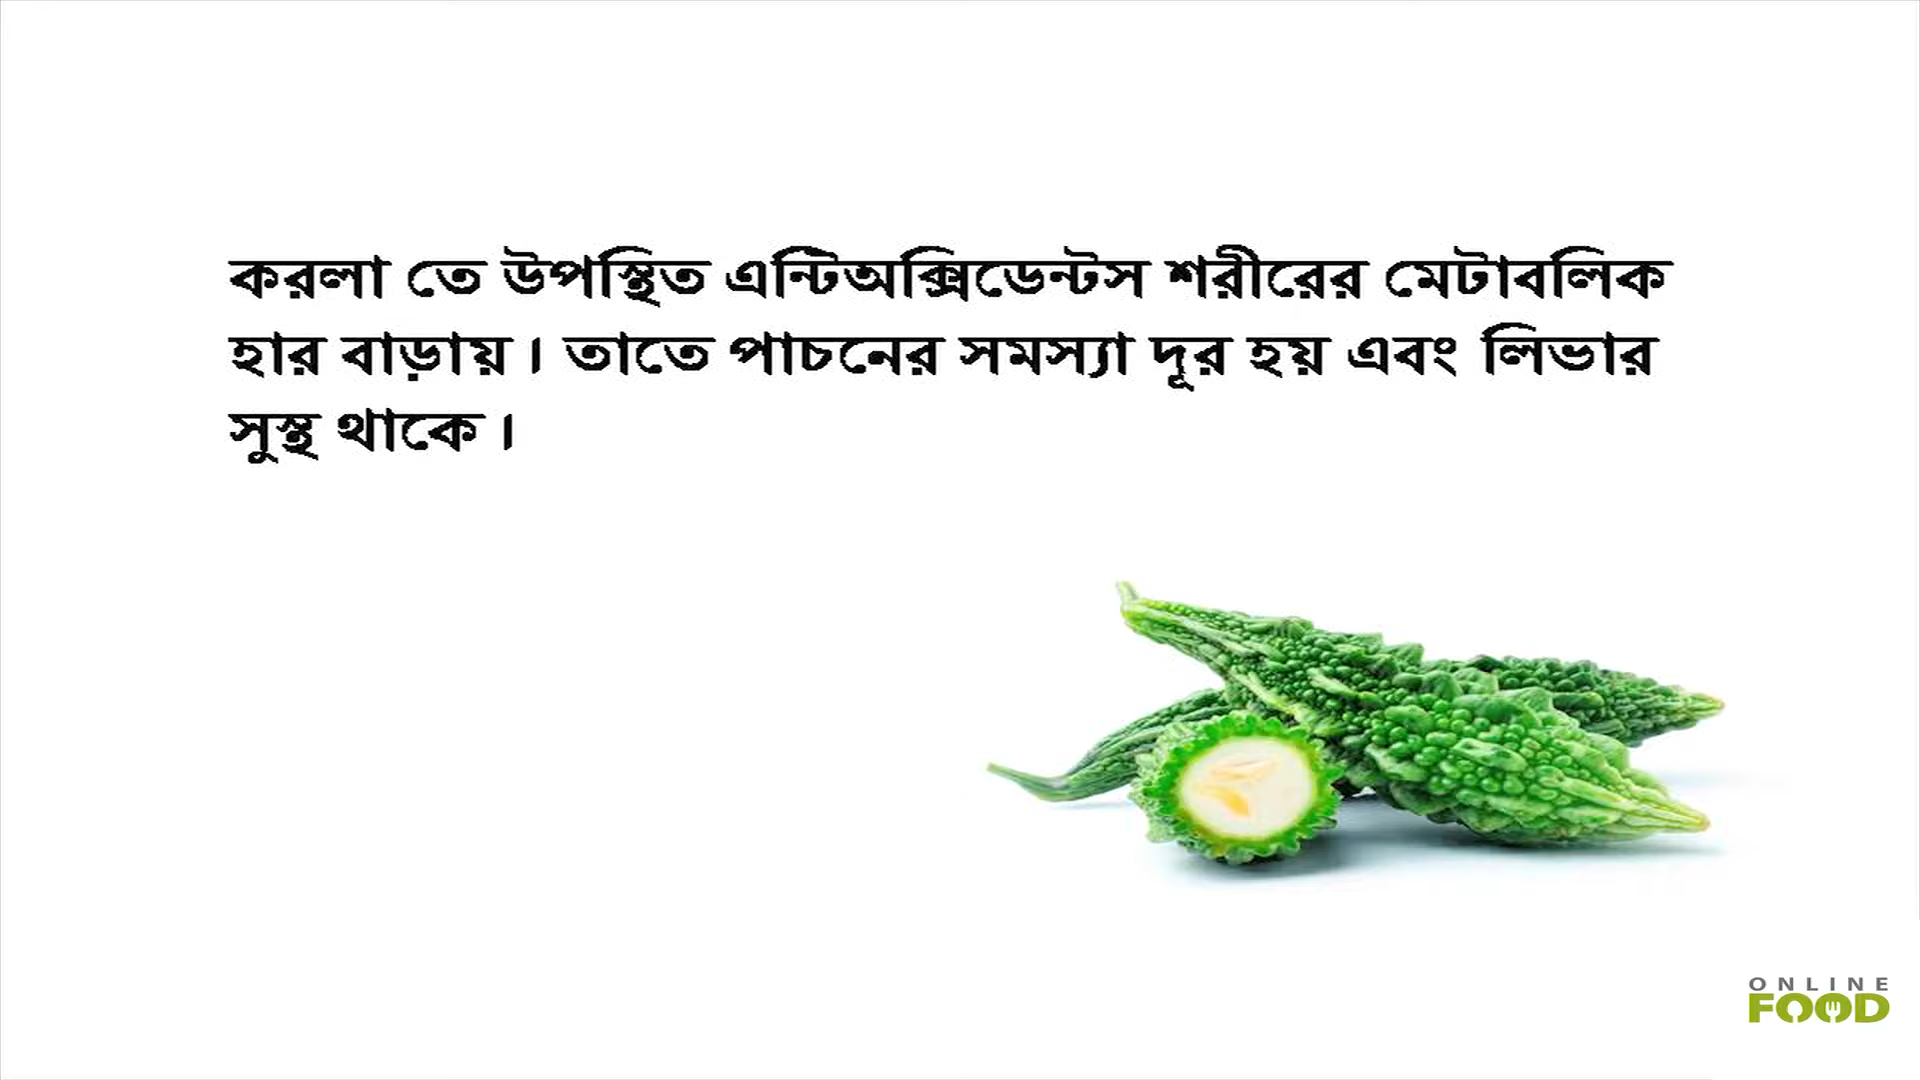 করলা তে উপস্থিত এন্টিঅক্সিডেন্টস শরীরের মেটাবলিক
হার বাড়ায়। তাতে পাচনের সমস্যা দূর হয় এবং লিভার
সুস্থ থাকে।
ONLINE
FOOD